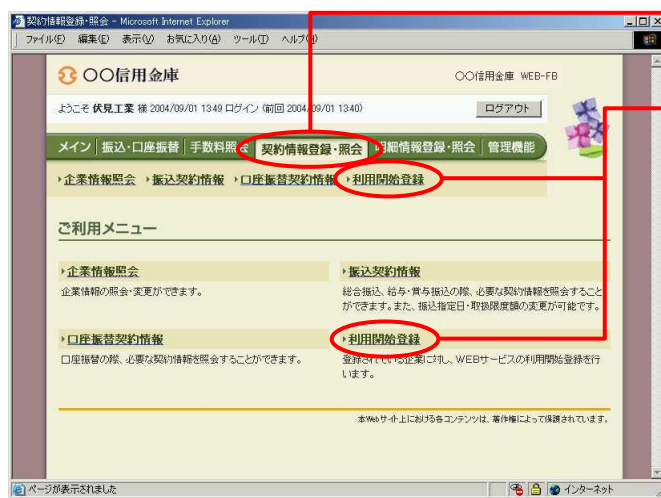 契約情報登録・照会 - Microsoft Internet Explorer
ファイル(F) 編集(E) 表示(V) お気に入り(A) ツール(T) ヘルプ(H)
〇〇信用金庫
〇〇信用金庫 WEB-FB
ようこそ 伏見工業 様 2004/09/01 1349 ログイン (前回 2004/09/01 13:40)
ログアウト
メイン 振込・口座振替 手数料照会 契約情報登録・照会 明細情報登録・照会 管理機能
企業情報照会 振込契約情報 口座振替契約情報 利用開始登録
ご利用メニュー
企業情報照会
企業情報の照会・変更ができます。
振込契約情報
総合振込、給与・賞与振込の際、必要な契約情報を照会すること
ができます。また、振込指定日・取扱限度額の変更が可能です。
口座振替契約情報
口座振替の際、必要な契約情報を照会することができます。
利用開始登録
登録されている企業に対し、WEBサービスの利用開始登録を行
います。
本Webサイト上における各コンテンツは、著作権によって保護されています。
ページが表示されました
インターネット